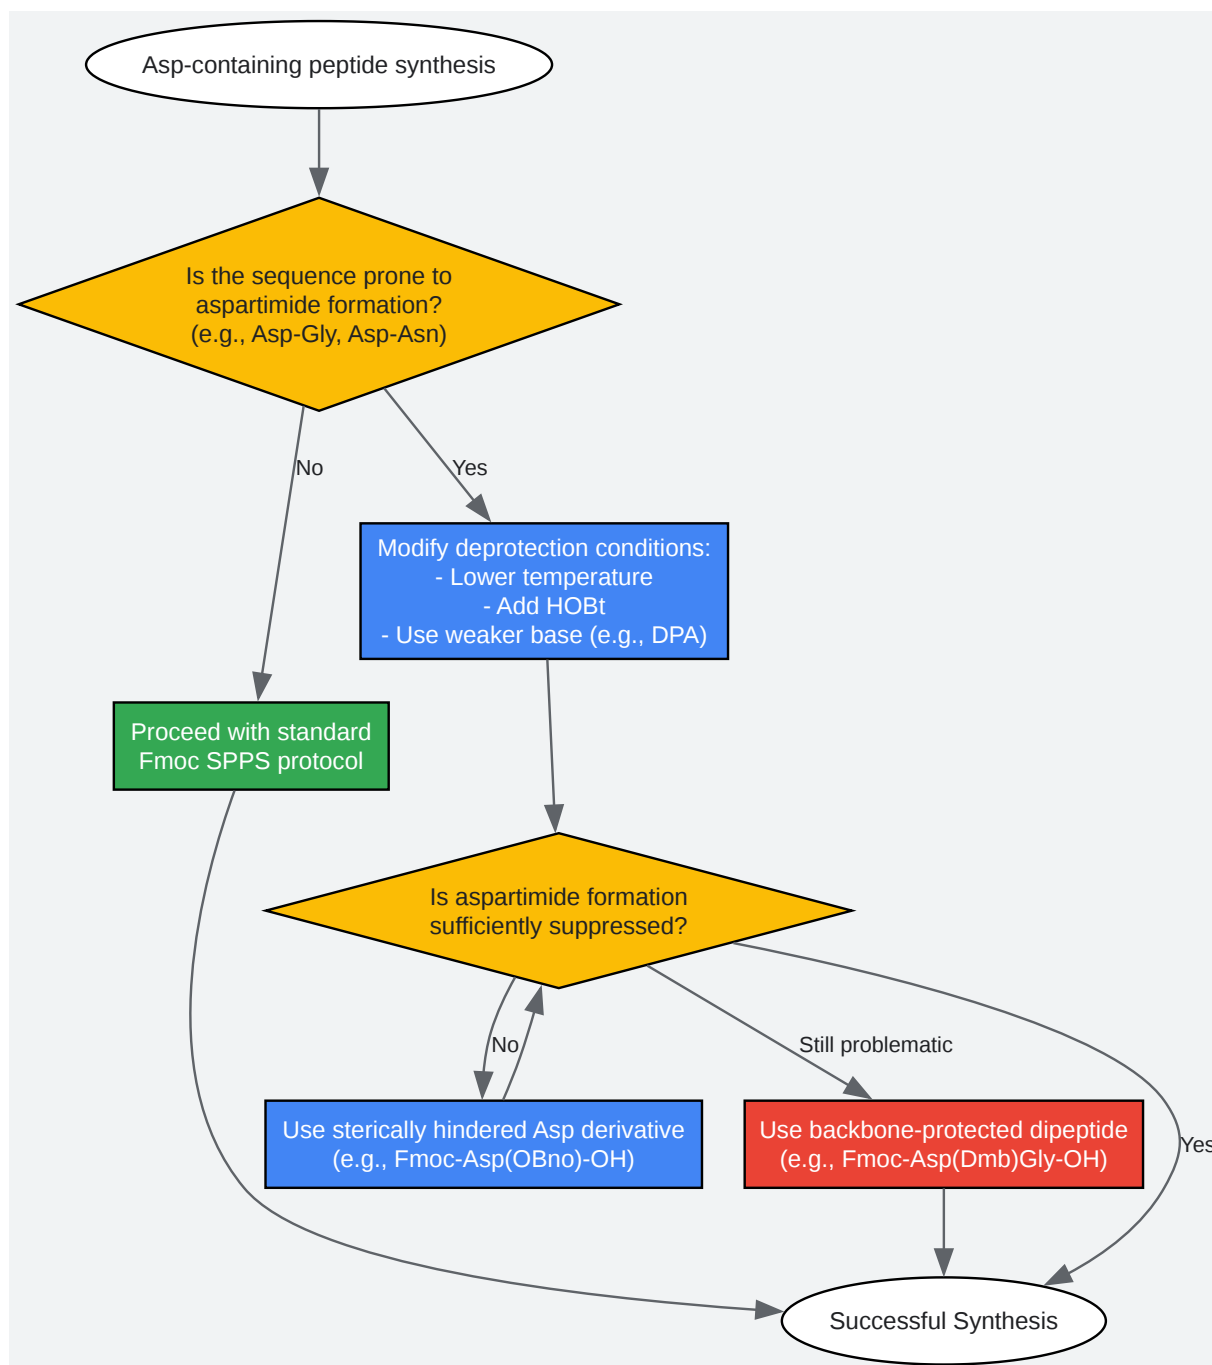 Asp-containing peptide synthesis
Is the sequence prone to
aspartimide formation?
(e.g., Asp-Gly, Asp-Asn)
No
Yes
Modify deprotection conditions:
- Lower temperature
- Add HOBt
- Use weaker base (e.g., DPA)
Proceed with standard
Fmoc SPPS protocol
Is aspartimide formation
sufficiently suppressed?
No
Still problematic
Yes
Use sterically hindered Asp derivative
(e.g., Fmoc-Asp(OBno)-OH)
Use backbone-protected dipeptide
(e.g., Fmoc-Asp(Dmb)Gly-OH)
Successful Synthesis